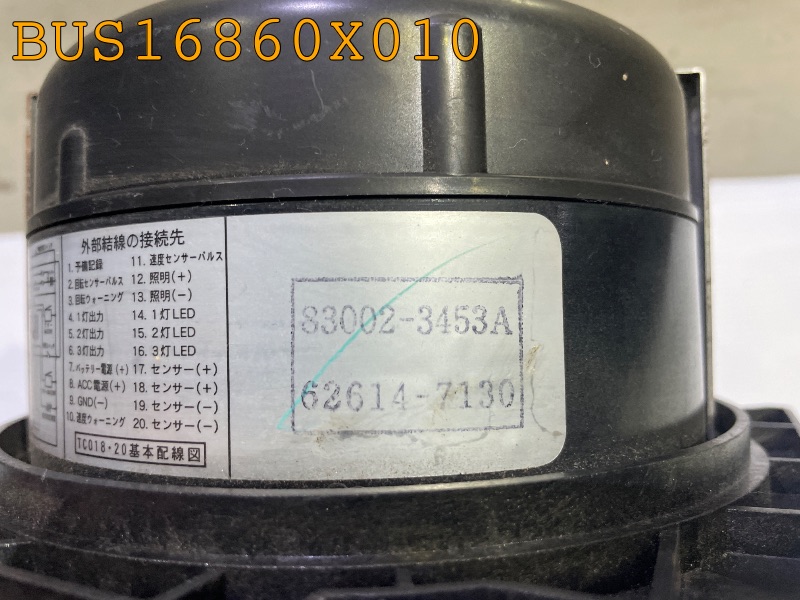 BUS16860X010
外部結線の接続先
1. 予備記録
2. 回転センサーパルス
3. 回転ウォーニング
4. 1灯出力
5. 2灯出力
6. 3灯出力
7. バッテリー電源(+)
8. ACC電源(+)
9. GND(-)
10. 速度ウォーニング
11. 速度センサーパルス
12. 照明(+)
13. 照明(-)
14. 1灯LED
15. 2灯LED
16. 3灯LED
17. センサー(+)
18. センサー(+)
19. センサー(-)
20. センサー(-)
TCO18・20基本配線図
83002-3453A
62614-7130